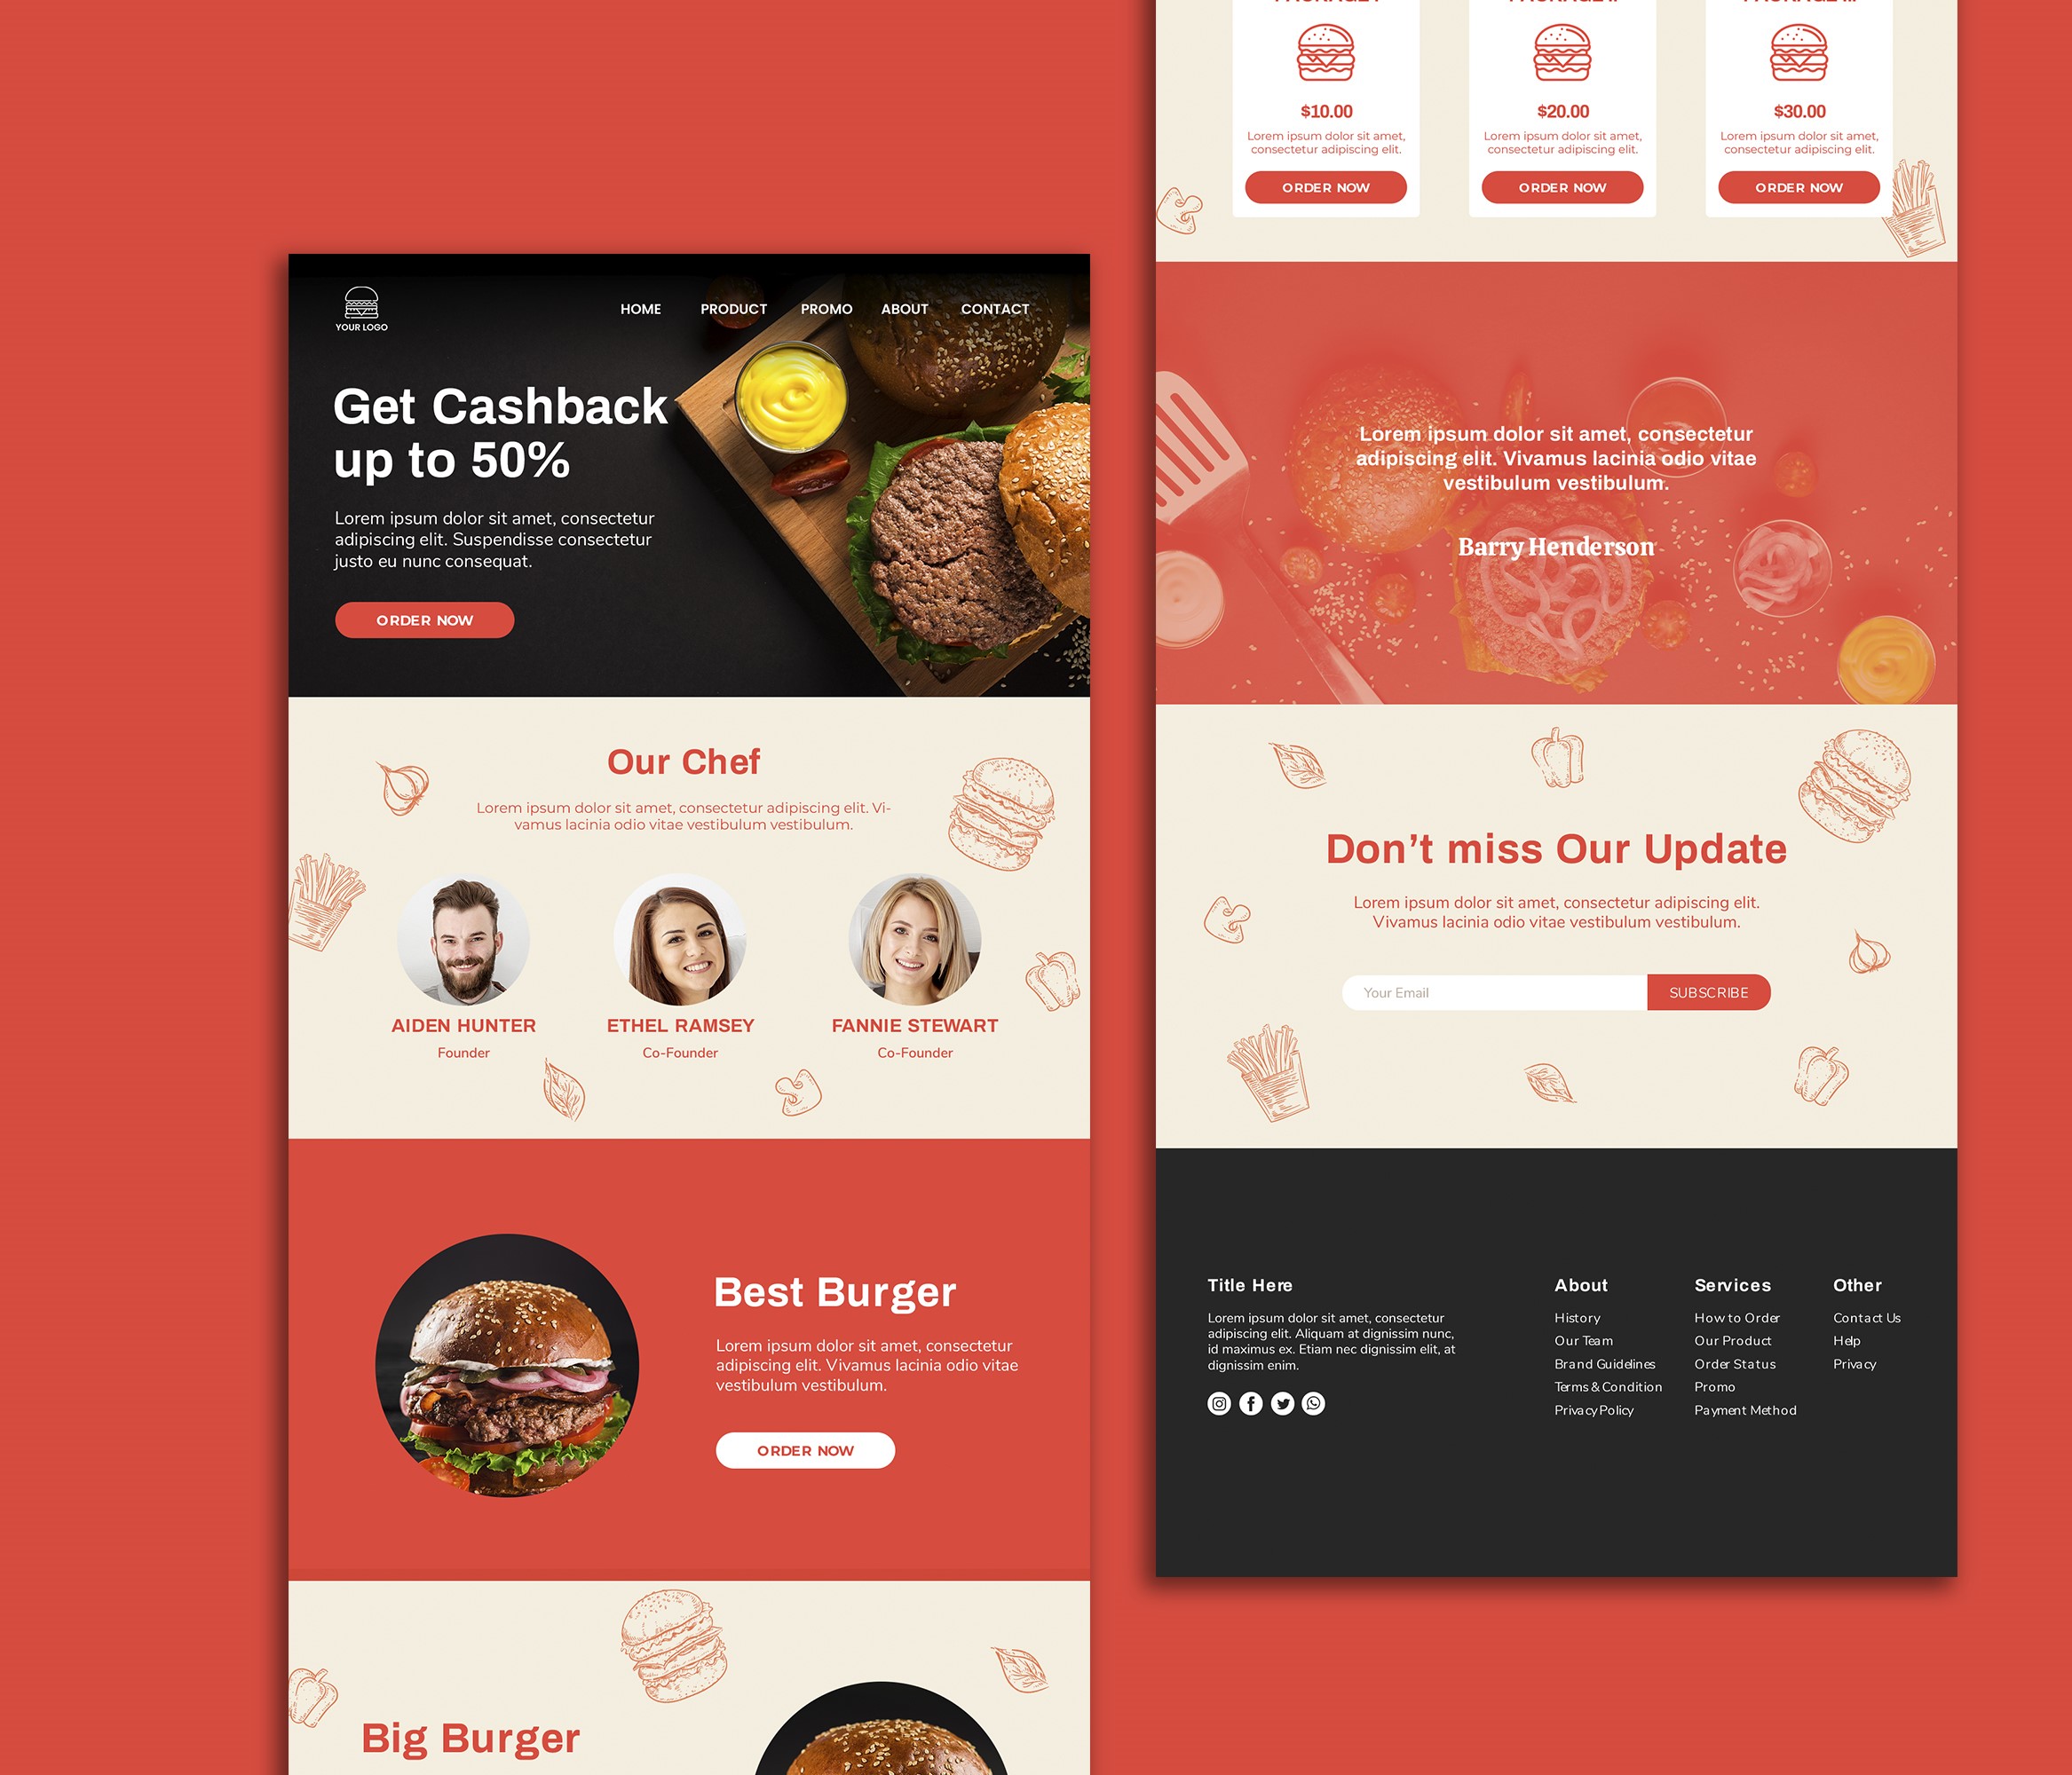 YOUR LOGO
HOME
PRODUCT
PROMO
ABOUT
CONTACT
Get Cashback
up to 50%
Lorem ipsum dolor sit amet, consectetur
adipiscing elit. Suspendisse consectetur
justo eu nunc consequat.
ORDER NOW
Our Chef
Lorem ipsum dolor sit amet, consectetur adipiscing elit. Vi-
vamus lacinia odio vitae vestibulum vestibulum.
AIDEN HUNTER
Founder
ETHEL RAMSEY
Co-Founder
FANNIE STEWART
Co-Founder
Best Burger
Lorem ipsum dolor sit amet, consectetur
adipiscing elit. Vivamus lacinia odio vitae
vestibulum vestibulum.
ORDER NOW
Big Burger
$10.00
Lorem ipsum dolor sit amet,
consectetur adipiscing elit.
ORDER NOW
$20.00
Lorem ipsum dolor sit amet,
consectetur adipiscing elit.
ORDER NOW
$30.00
Lorem ipsum dolor sit amet,
consectetur adipiscing elit.
ORDER NOW
Lorem ipsum dolor sit amet, consectetur
adipiscing elit. Vivamus lacinia odio vitae
vestibulum vestibulum.
Barry Henderson
Don’t miss Our Update
Lorem ipsum dolor sit amet, consectetur adipiscing elit.
Vivamus lacinia odio vitae vestibulum vestibulum.
Your Email
SUBSCRIBE
Title Here
Lorem ipsum dolor sit amet, consectetur
adipiscing elit. Aliquam at dignissim nunc,
id maximus ex. Etiam nec dignissim elit, at
dignissim enim.
About
History
Our Team
Brand Guidelines
Terms & Condition
Privacy Policy
Services
How to Order
Our Product
Order Status
Promo
Payment Method
Other
Contact Us
Help
Privacy